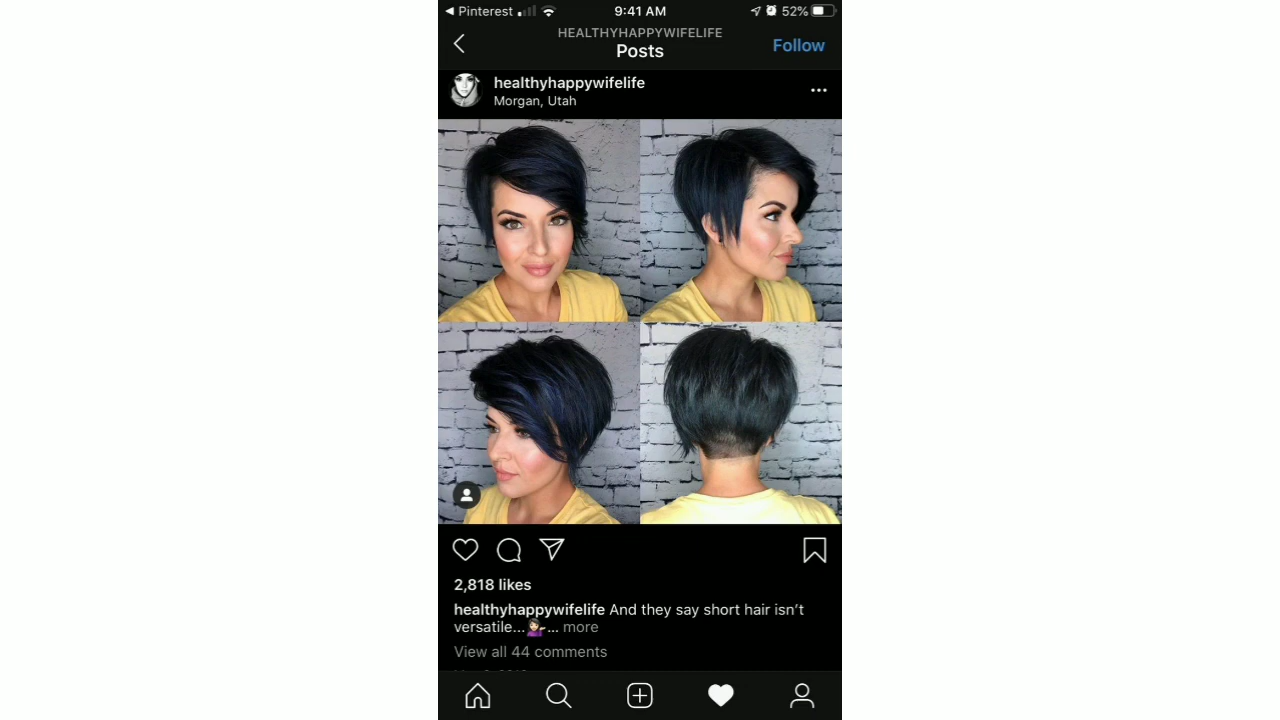 Pinterest 9:41 AM 52%
HEALTHYHAPPYWIFELIFE
Posts Follow
healthyhappywifelife
Morgan, Utah
2,818 likes
healthyhappywifelife And they say short hair isn’t
versatile...💁🏻‍♀️... more
View all 44 comments